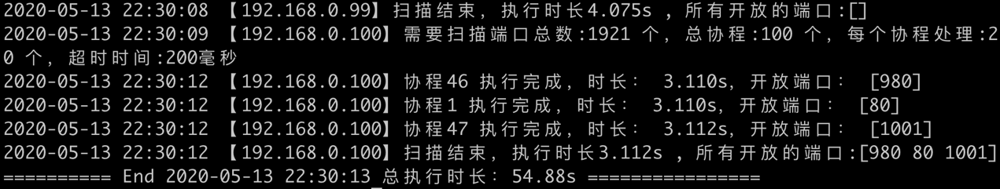 2020-05-13 22:30:08 【192.168.0.99】扫描结束，执行时长4.075s ，所有开放的端口:[]
2020-05-13 22:30:09 【192.168.0.100】需要扫描端口总数:1921 个，总协程:100 个，每个协程处理:2
0 个，超时时间:200毫秒
2020-05-13 22:30:12 【192.168.0.100】协程46 执行完成，时长： 3.110s，开放端口： [980]
2020-05-13 22:30:12 【192.168.0.100】协程1 执行完成，时长： 3.110s，开放端口： [80]
2020-05-13 22:30:12 【192.168.0.100】协程47 执行完成，时长： 3.112s，开放端口： [1001]
2020-05-13 22:30:12 【192.168.0.100】扫描结束，执行时长3.112s ，所有开放的端口:[980 80 1001]
========== End 2020-05-13 22:30:13 总执行时长：54.88s ================